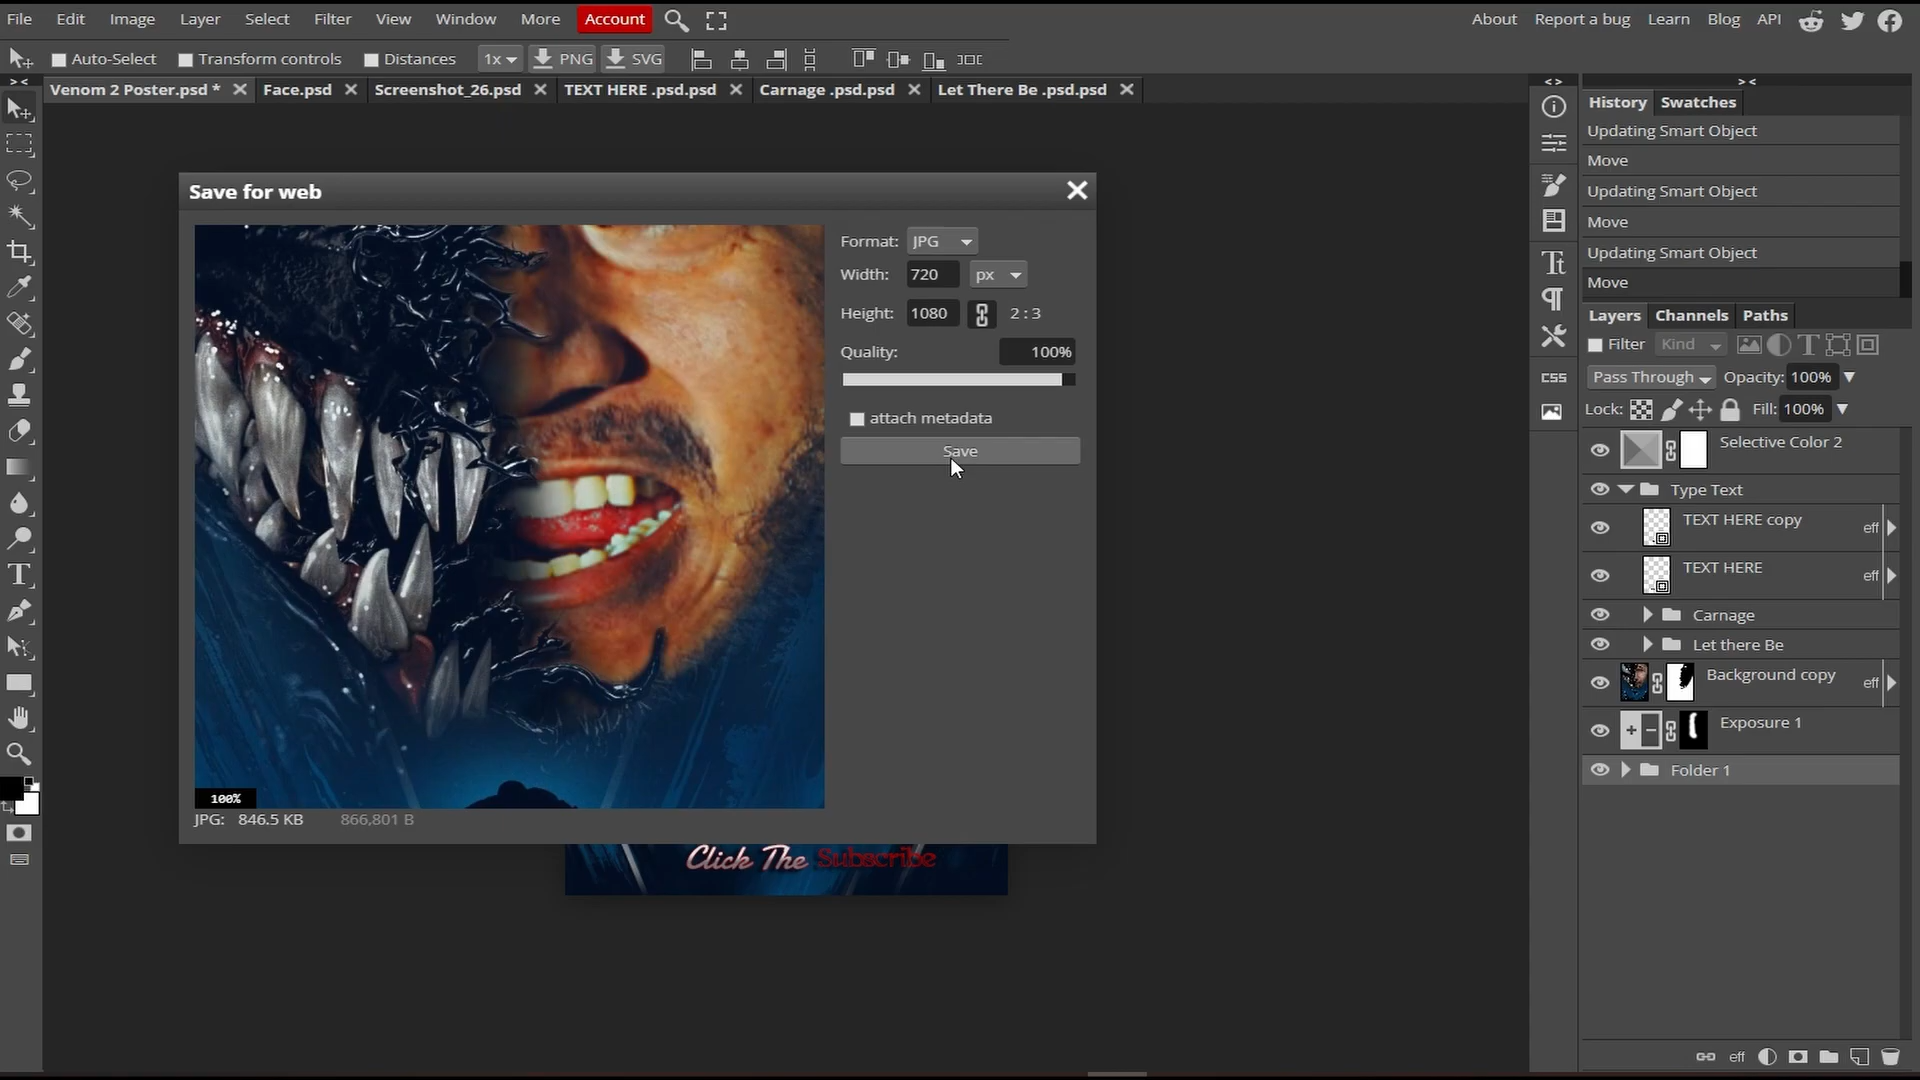 File Edit Image Layer Select Filter View Window More Account About Report a bug Learn Blog API
Auto-Select Transform controls Distances 1x PNG SVG
Venom 2 Poster.psd * Face.psd Screenshot_26.psd TEXT HERE .psd.psd Carnage .psd.psd Let There Be .psd.psd
History Swatches
Updating Smart Object
Move
Updating Smart Object
Move
Updating Smart Object
Move
Save for web
Format: JPG
Width: 720 px
Height: 1080 2 : 3
Quality: 100%
attach metadata
Save
100%
JPG: 846.5 KB 866,801 B
Click The Subscribe
CSS
Layers Channels Paths
Filter Kind
Pass Through Opacity: 100%
Lock: Fill: 100%
Selective Color 2
Type Text
TEXT HERE copy eff
TEXT HERE eff
Carnage
Let there Be
Background copy eff
Exposure 1
Folder 1
eff